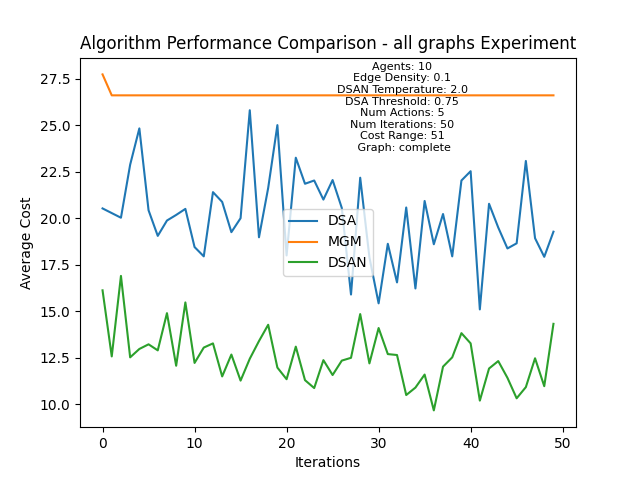 Algorithm Performance Comparison - all graphs Experiment
Agents: 10
Edge Density: 0.1
DSAN Temperature: 2.0
DSA Threshold: 0.75
Num Actions: 5
Num Iterations: 50
Cost Range: 51
Graph: complete
27.5
25.0
22.5
20.0
17.5
15.0
12.5
10.0
Average Cost
DSA
MGM
DSAN
0 10 20 30 40 50
Iterations